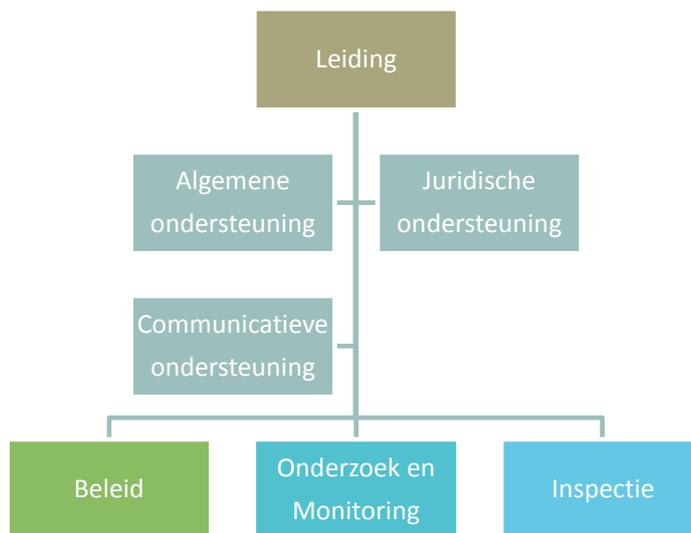 Leiding
Algemene
ondersteuning
Juridische
ondersteuning
Communicatieve
ondersteuning
Beleid
Onderzoek en
Monitoring
Inspectie